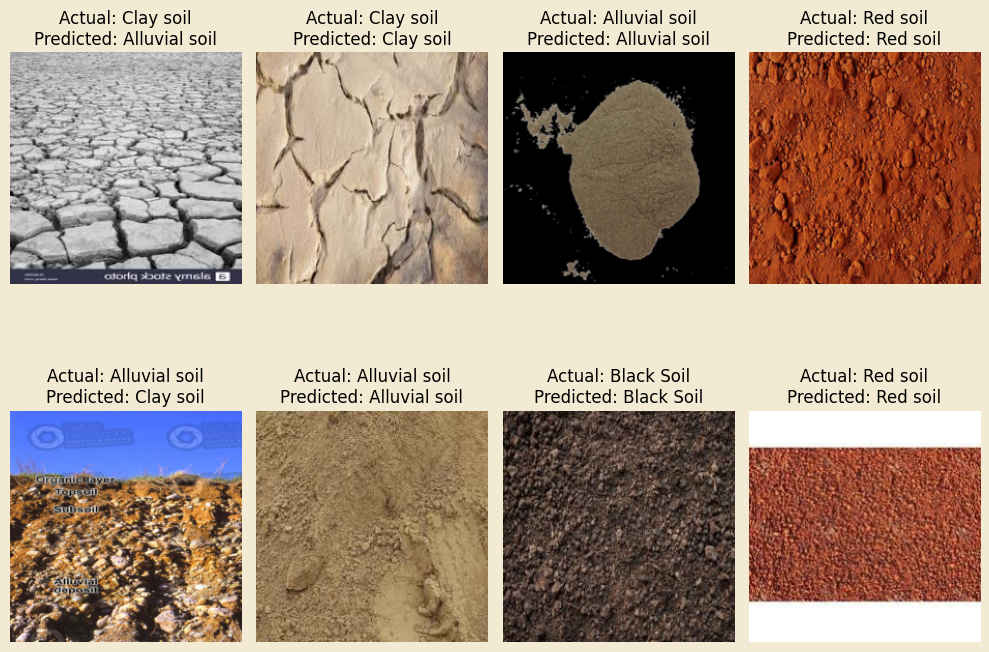 Actual: Clay soil
Predicted: Alluvial soil
Actual: Clay soil
Predicted: Clay soil
Actual: Alluvial soil
Predicted: Alluvial soil
Actual: Red soil
Predicted: Red soil
a alamy stock photo
Actual: Alluvial soil
Predicted: Clay soil
Actual: Alluvial soil
Predicted: Alluvial soil
Actual: Black Soil
Predicted: Black Soil
Actual: Red soil
Predicted: Red soil
Organic layer
Topsoil
Subsoil
Alluvial
deposit